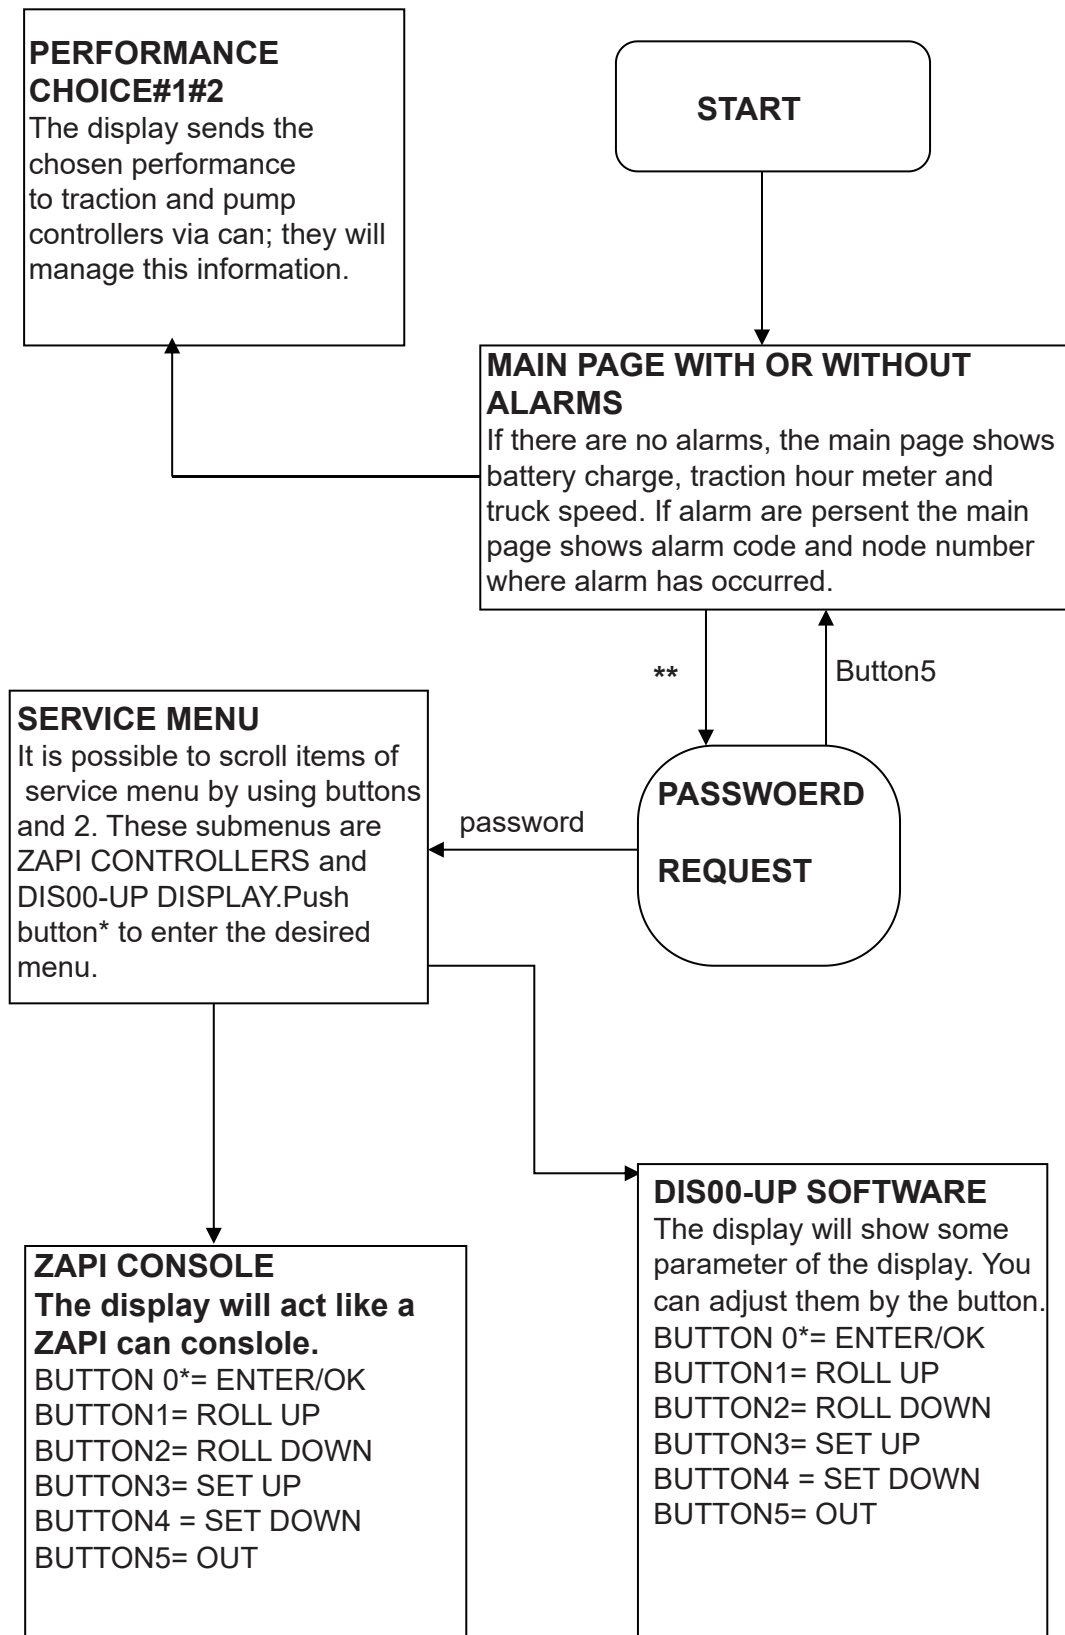 PERFORMANCE
CHOICE#1#2
The display sends the
chosen performance
to traction and pump
controllers via can; they will
manage this information.
START
MAIN PAGE WITH OR WITHOUT
ALARMS
If there are no alarms, the main page shows
battery charge, traction hour meter and
truck speed. If alarm are persent the main
page shows alarm code and node number
where alarm has occurred.
**
Button5
SERVICE MENU
It is possible to scroll items of
service menu by using buttons
and 2. These submenus are
ZAPI CONTROLLERS and
DIS00-UP DISPLAY.Push
button* to enter the desired
menu.
password
PASSWOERD
REQUEST
ZAPI CONSOLE
The display will act like a
ZAPI can conslole.
BUTTON 0*= ENTER/OK
BUTTON1= ROLL UP
BUTTON2= ROLL DOWN
BUTTON3= SET UP
BUTTON4 = SET DOWN
BUTTON5= OUT
DIS00-UP SOFTWARE
The display will show some
parameter of the display. You
can adjust them by the button.
BUTTON 0*= ENTER/OK
BUTTON1= ROLL UP
BUTTON2= ROLL DOWN
BUTTON3= SET UP
BUTTON4 = SET DOWN
BUTTON5= OUT